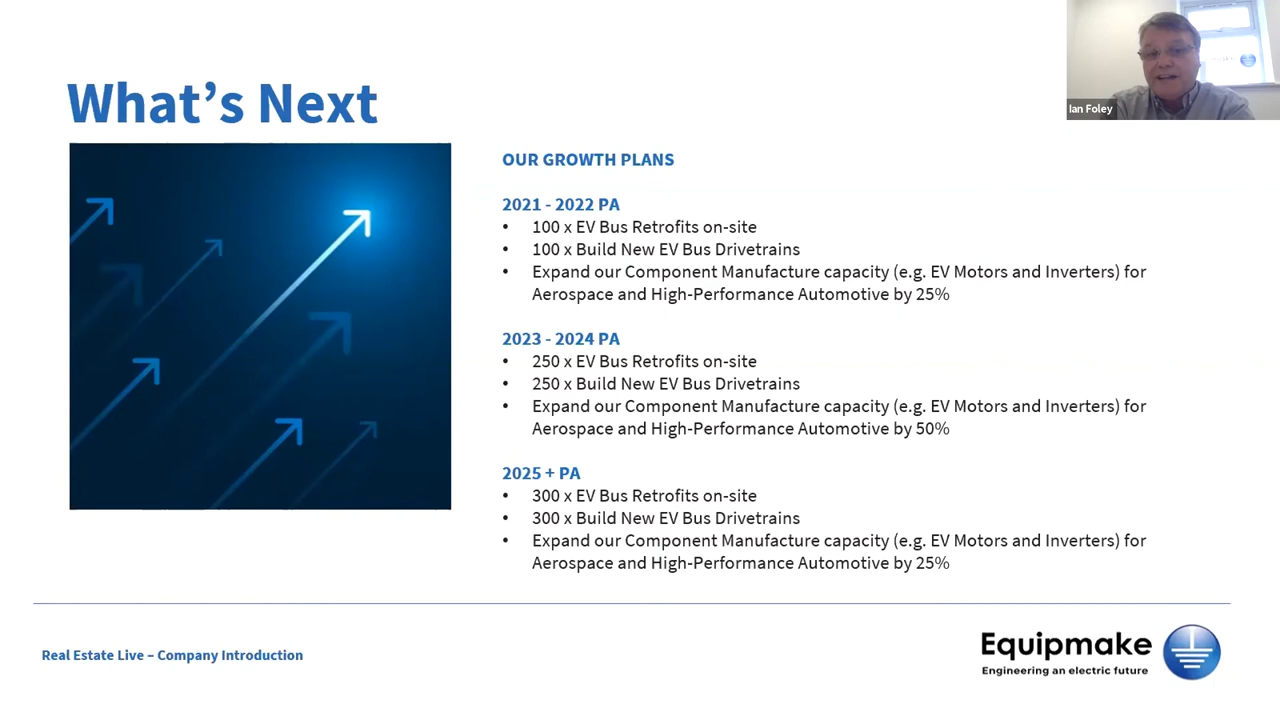 Ian Foley
What's Next
OUR GROWTH PLANS
2021 - 2022 PA
• 100 x EV Bus Retrofits on-site
• 100 x Build New EV Bus Drivetrains
• Expand our Component Manufacture capacity (e.g. EV Motors and Inverters) for
Aerospace and High-Performance Automotive by 25%
2023 - 2024 PA
• 250 x EV Bus Retrofits on-site
• 250 x Build New EV Bus Drivetrains
• Expand our Component Manufacture capacity (e.g. EV Motors and Inverters) for
Aerospace and High-Performance Automotive by 50%
2025 + PA
• 300 x EV Bus Retrofits on-site
• 300 x Build New EV Bus Drivetrains
• Expand our Component Manufacture capacity (e.g. EV Motors and Inverters) for
Aerospace and High-Performance Automotive by 25%
Real Estate Live – Company Introduction
Equipmake
Engineering an electric future